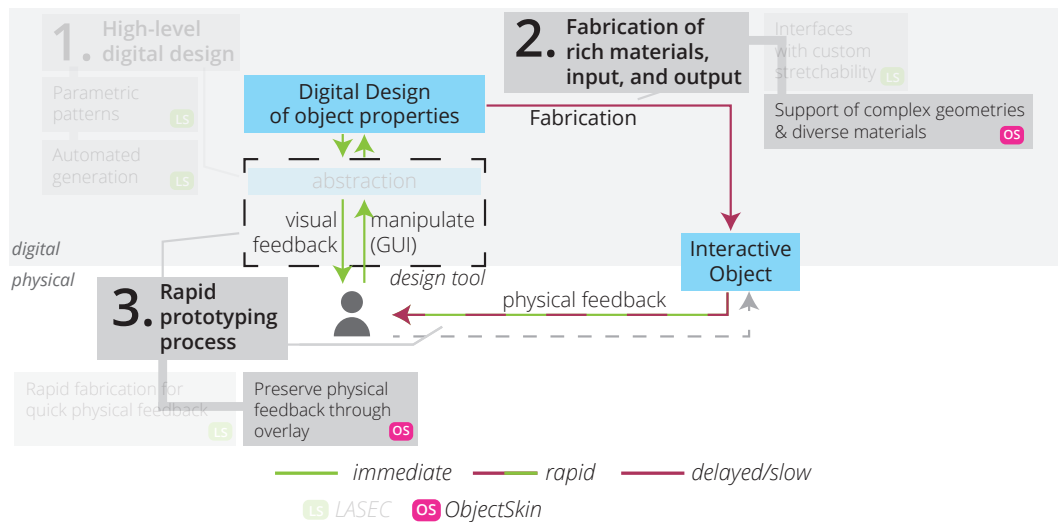 1. High-level
digital design
Parametric
patterns
LS
Automated
generation
LS
Digital Design
of object properties
abstraction
visual
feedback
manipulate
(GUI)
design tool
2. Fabrication of
rich materials,
input, and output
Fabrication
Interfaces
with custom
stretchability
LS
Support of complex geometries
& diverse materials
OS
digital
physical
Interactive
Object
physical feedback
3. Rapid
prototyping
process
Rapid fabrication for
quick physical feedback
LS
Preserve physical
feedback through
overlay
OS
immediate
rapid
delayed/slow
LS LASEC
OS ObjectSkin